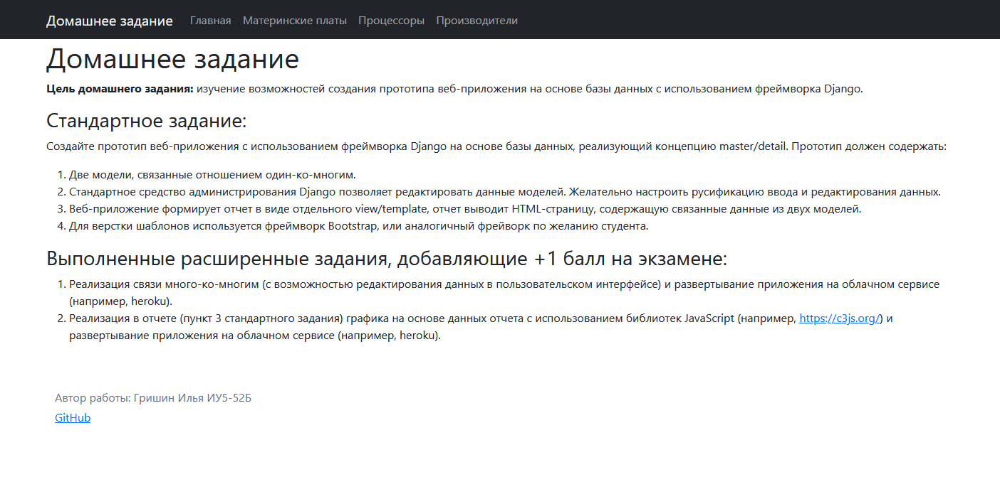 Домашнее задание Главная Материнские платы Процессоры Производители
Домашнее задание
Цель домашнего задания: изучение возможностей создания прототипа веб-приложения на основе базы данных с использованием фреймворка Django.
Стандартное задание:
Создайте прототип веб-приложения с использованием фреймворка Django на основе базы данных, реализующий концепцию master/detail. Прототип должен содержать:
1. Две модели, связанные отношением один-ко-многим.
2. Стандартное средство администрирования Django позволяет редактировать данные моделей. Желательно настроить русификацию ввода и редактирования данных.
3. Веб-приложение формирует отчет в виде отдельного view/template, отчет выводит HTML-страницу, содержащую связанные данные из двух моделей.
4. Для верстки шаблонов используется фреймворк Bootstrap, или аналогичный фрейворк по желанию студента.
Выполненные расширенные задания, добавляющие +1 балл на экзамене:
1. Реализация связи много-ко-многим (с возможностью редактирования данных в пользовательском интерфейсе) и развертывание приложения на облачном сервисе
(например, heroku).
2. Реализация в отчете (пункт 3 стандартного задания) графика на основе данных отчета с использованием библиотек JavaScript (например, https://c3js.org/) и
развертывание приложения на облачном сервисе (например, heroku).
Автор работы: Гришин Илья ИУ5-52Б
GitHub